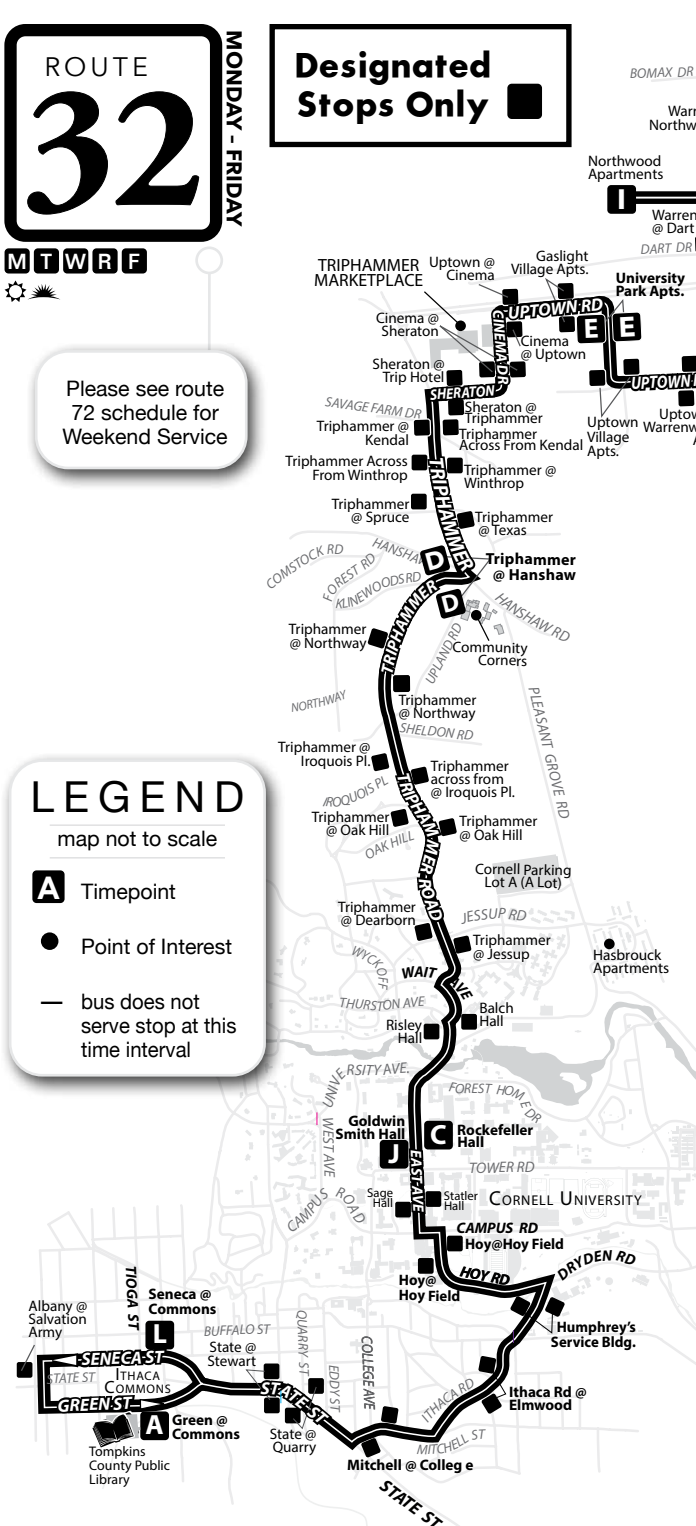 ROUTE
32
MONDAY - FRIDAY
M T W R F
Designated
Stops Only
Please see route
72 schedule for
Weekend Service
BOMAX DR
Northwood
Apartments
I
Warren
@ Dart
DART DR
TRIPHAMMER
MARKETPLACE
Uptown @
Cinema
Gaslight
Village Apts.
University
Park Apts.
UPTOWN RD
E
E
CINEMA DR
Cinema @
Sheraton
Cinema
@ Uptown
Sheraton @
Trip Hotel
SHERATON
UPTOWN
Uptown
Village
Apts.
SAVAGE FARM DR
Sheraton @
Triphammer
Triphammer @
Kendal
Triphammer
Across From Kendal
Triphammer Across
From Winthrop
Triphammer @
Winthrop
TRIPHAMMER
Triphammer
@ Spruce
Triphammer
@ Texas
COMSTOCK RD
FOREST RD
KLINEWOODS RD
D
Triphammer
@ Hanshaw
D
HANSHAW RD
TRIPHAMMER
Triphammer
@ Northway
UPLAND RD
Community
Corners
NORTHWAY
Triphammer
@ Northway
SHELDON RD
PLEASANT GROVE RD
Triphammer @
Iroquois Pl.
Triphammer
across from
@ Iroquois Pl.
IROQUOIS PL
Triphammer
@ Oak Hill
Triphammer
@ Oak Hill
OAK HILL
TRIPHAMMER ROAD
Cornell Parking
Lot A (A Lot)
Triphammer
@ Dearborn
JESSUP RD
Triphammer
@ Jessup
Hasbrouck
Apartments
WYCKOFF
WAIT AVE
THURSTON AVE
Balch
Hall
Risley
Hall
UNIVERSITY AVE.
FOREST HOME DR
WEST AVE
Goldwin
Smith Hall
J
C
Rockefeller
Hall
TOWER RD
EAST AVE
Sage
Hall
Statler
Hall
CORNELL UNIVERSITY
CAMPUS ROAD
CAMPUS RD
Hoy@Hoy Field
DRYDEN RD
Hoy@
Hoy Field
HOY RD
Humphrey's
Service Bldg.
Ithaca Rd @
Elmwood
ITHACA RD
MITCHELL ST
Mitchell @ Colleg e
STATE ST
COLLEGE AVE
EDDY ST
QUARRY ST
BUFFALO ST
State @
Stewart
STATE ST
State @
Quarry
TIOGA ST
Seneca @
Commons
L
Albany @
Salvation
Army
SENECA ST
STATE ST
ITHACA
COMMONS
GREEN ST
A
Green @
Commons
Tompkins
County Public
Library
LEGEND
map not to scale
A Timepoint
Point of Interest
bus does not
serve stop at this
time interval